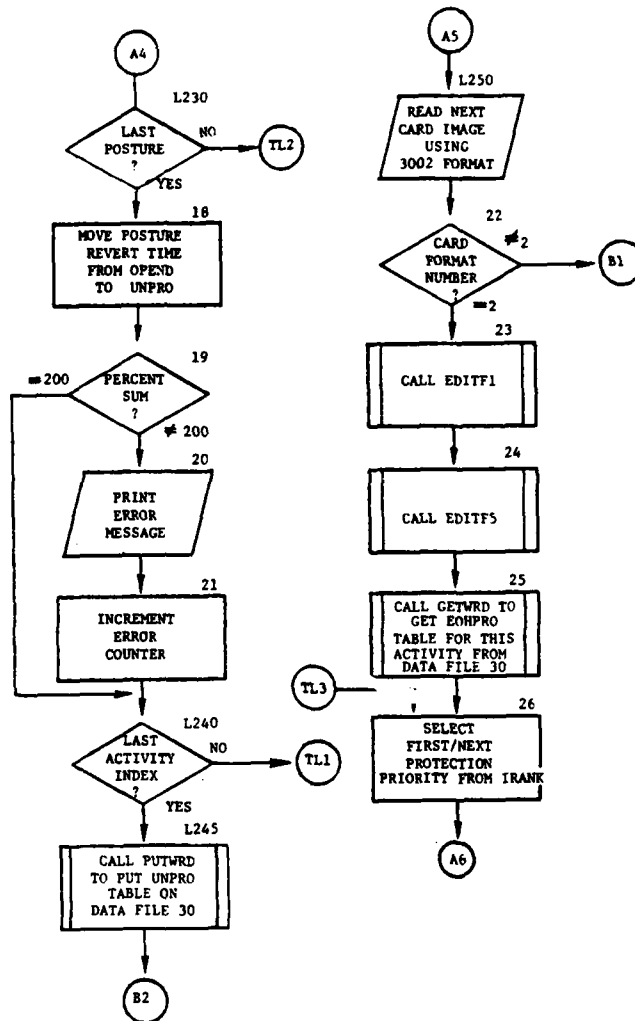 A4
L230
LAST
POSTURE
?
NO
TL2
YES
18
MOVE POSTURE
REVERT TIME
FROM OPEND
TO UNPRO
19
=200
PERCENT
SUM
?
≠ 200
20
PRINT
ERROR
MESSAGE
21
INCREMENT
ERROR
COUNTER
L240
LAST
ACTIVITY
INDEX
?
NO
TL1
YES
L245
CALL PUTWRD
TO PUT UNPRO
TABLE ON
DATA FILE 30
B2
A5
L250
READ NEXT
CARD IMAGE
USING
3002 FORMAT
22
≠2
CARD
FORMAT
NUMBER
?
B1
=2
23
CALL EDITF1
24
CALL EDITF5
25
CALL GETWRD TO
GET EOHPRO
TABLE FOR THIS
ACTIVITY FROM
DATA FILE 30
TL3
26
SELECT
FIRST/NEXT
PROTECTION
PRIORITY FROM IRANK
A6